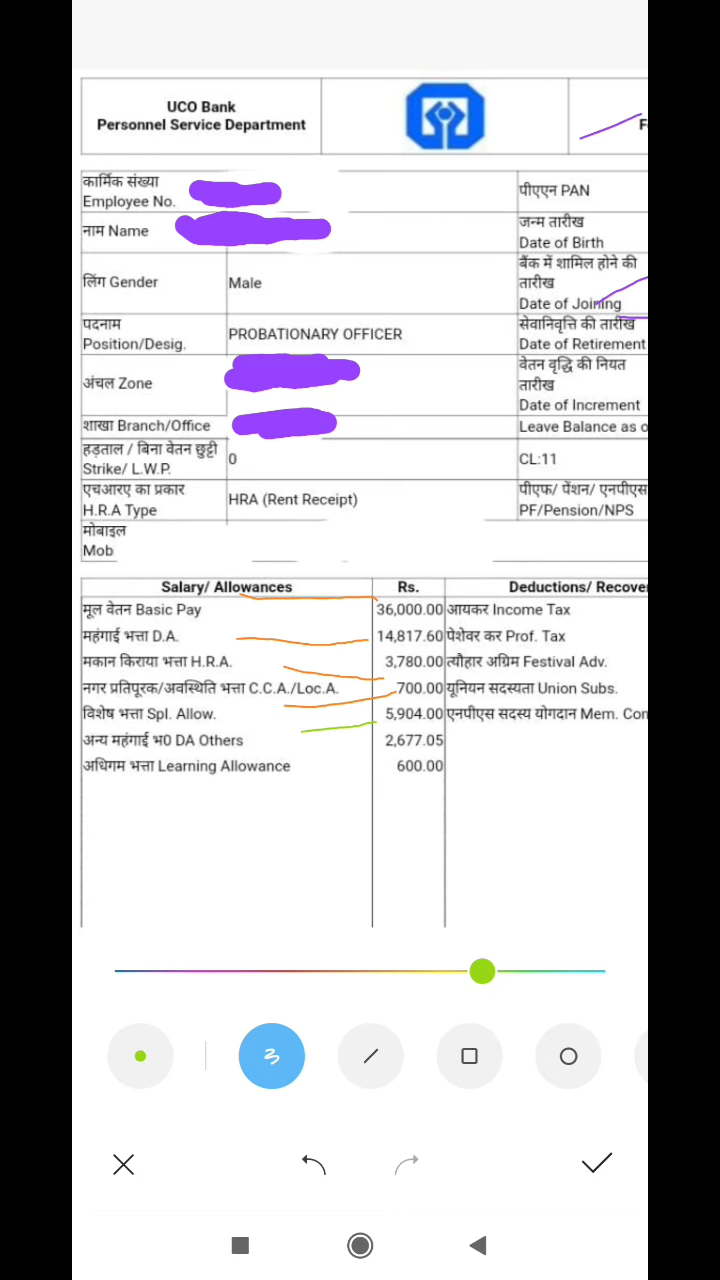 UCO Bank
Personnel Service Department
F
कार्मिक संख्या
Employee No.
पीएएन PAN
नाम Name
जन्म तारीख
Date of Birth
लिंग Gender
Male
बैंक में शामिल होने की
तारीख
Date of Joining
पदनाम
Position/Desig.
PROBATIONARY OFFICER
सेवानिवृत्ति की तारीख
Date of Retirement
अंचल Zone
वेतन वृद्धि की नियत
तारीख
Date of Increment
शाखा Branch/Office
Leave Balance as o
हड़ताल / बिना वेतन छुट्टी
Strike/ L.W.P.
0
CL:11
एचआरए का प्रकार
H.R.A Type
HRA (Rent Receipt)
पीएफ/ पेंशन/ एनपीएस
PF/Pension/NPS
मोबाइल
Mob
Salary/ Allowances Rs. Deductions/ Recover
मूल वेतन Basic Pay 36,000.00 आयकर Income Tax
महंगाई भत्ता D.A. 14,817.60 पेशेवर कर Prof. Tax
मकान किराया भत्ता H.R.A. 3,780.00 त्यौहार अग्रिम Festival Adv.
नगर प्रतिपूरक/अवस्थिति भत्ता C.C.A./Loc.A. 700.00 यूनियन सदस्यता Union Subs.
विशेष भत्ता Spl. Allow. 5,904.00 एनपीएस सदस्य योगदान Mem. Con
अन्य महंगाई भ0 DA Others 2,677.05
अधिगम भत्ता Learning Allowance 600.00